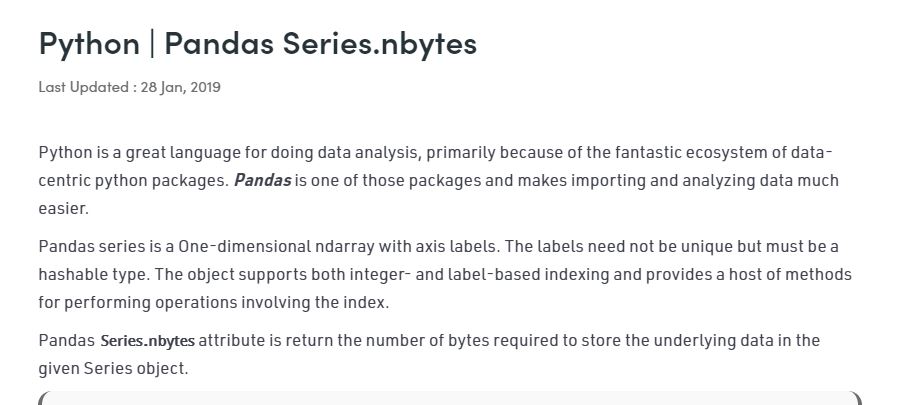 Python | Pandas Series.nbytes
Last Updated : 28 Jan, 2019
Python is a great language for doing data analysis, primarily because of the fantastic ecosystem of data-
centric python packages. Pandas is one of those packages and makes importing and analyzing data much
easier.
Pandas series is a One-dimensional ndarray with axis labels. The labels need not be unique but must be a
hashable type. The object supports both integer- and label-based indexing and provides a host of methods
for performing operations involving the index.
Pandas Series.nbytes attribute is return the number of bytes required to store the underlying data in the
given Series object.